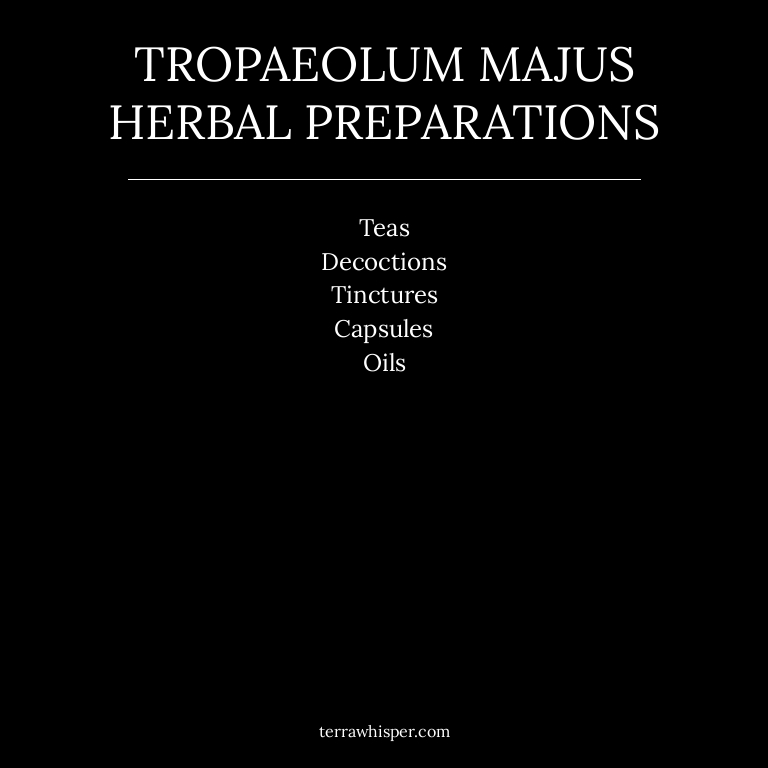 TROPAEOLUM MAJUS
HERBAL PREPARATIONS
Teas
Decoctions
Tinctures
Capsules
Oils
terrawhisper.com